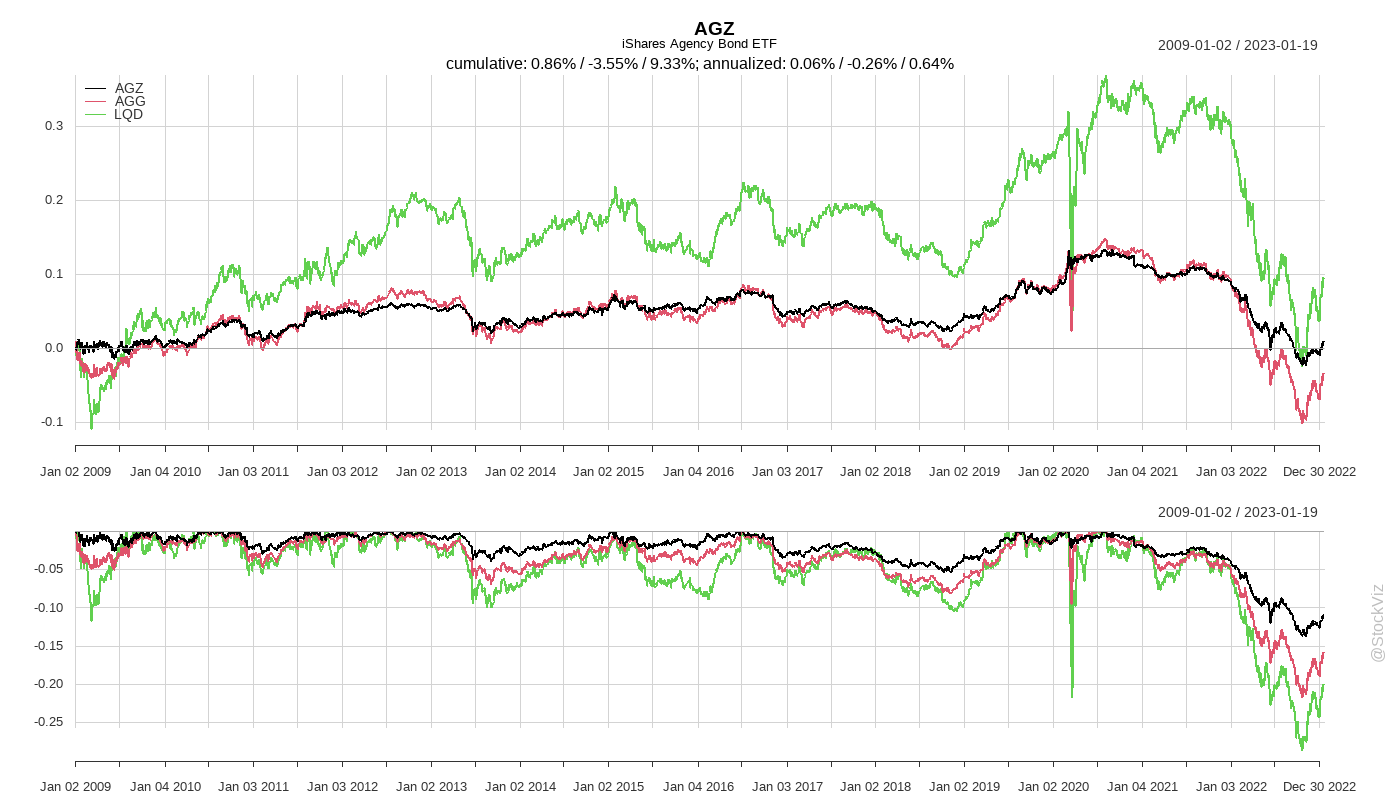 AGZ
iShares Agency Bond ETF
2009-01-02 / 2023-01-19
cumulative: 0.86% / -3.55% / 9.33%; annualized: 0.06% / -0.26% / 0.64%
AGZ
AGG
LQD
0.3
0.2
0.1
0.0
-0.1
Jan 02 2009 Jan 04 2010 Jan 03 2011 Jan 03 2012 Jan 02 2013 Jan 02 2014 Jan 02 2015 Jan 04 2016 Jan 03 2017 Jan 02 2018 Jan 02 2019 Jan 02 2020 Jan 04 2021 Jan 03 2022 Dec 30 2022
2009-01-02 / 2023-01-19
-0.05
-0.10
-0.15
-0.20
-0.25
@StockViz
Jan 02 2009 Jan 04 2010 Jan 03 2011 Jan 03 2012 Jan 02 2013 Jan 02 2014 Jan 02 2015 Jan 04 2016 Jan 03 2017 Jan 02 2018 Jan 02 2019 Jan 02 2020 Jan 04 2021 Jan 03 2022 Dec 30 2022